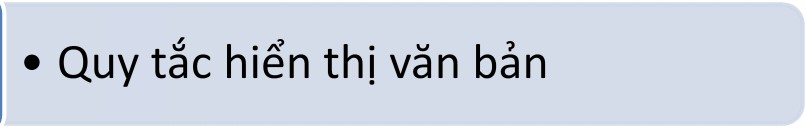 • Quy tắc hiển thị văn bản